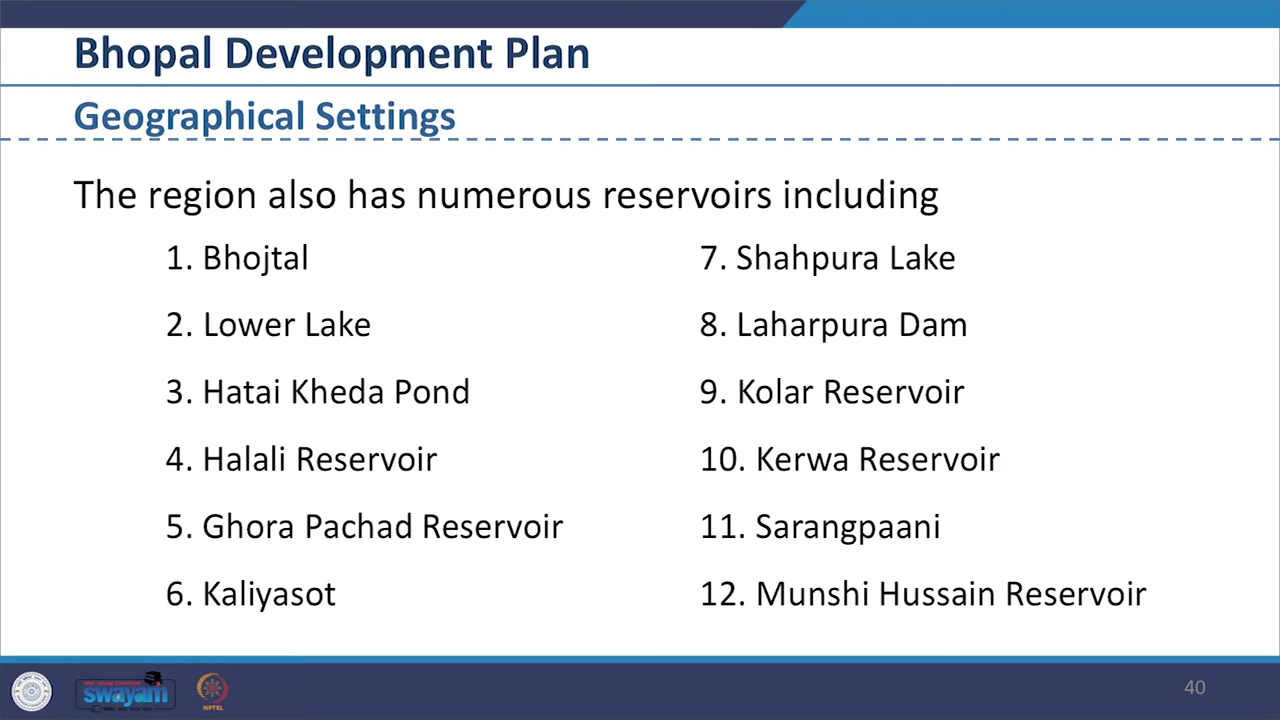 Bhopal Development Plan
Geographical Settings
The region also has numerous reservoirs including
1. Bhojtal
2. Lower Lake
3. Hatai Kheda Pond
4. Halali Reservoir
5. Ghora Pachad Reservoir
6. Kaliyasot
7. Shahpura Lake
8. Laharpura Dam
9. Kolar Reservoir
10. Kerwa Reservoir
11. Sarangpaani
12. Munshi Hussain Reservoir
swayam
NPTEL
40